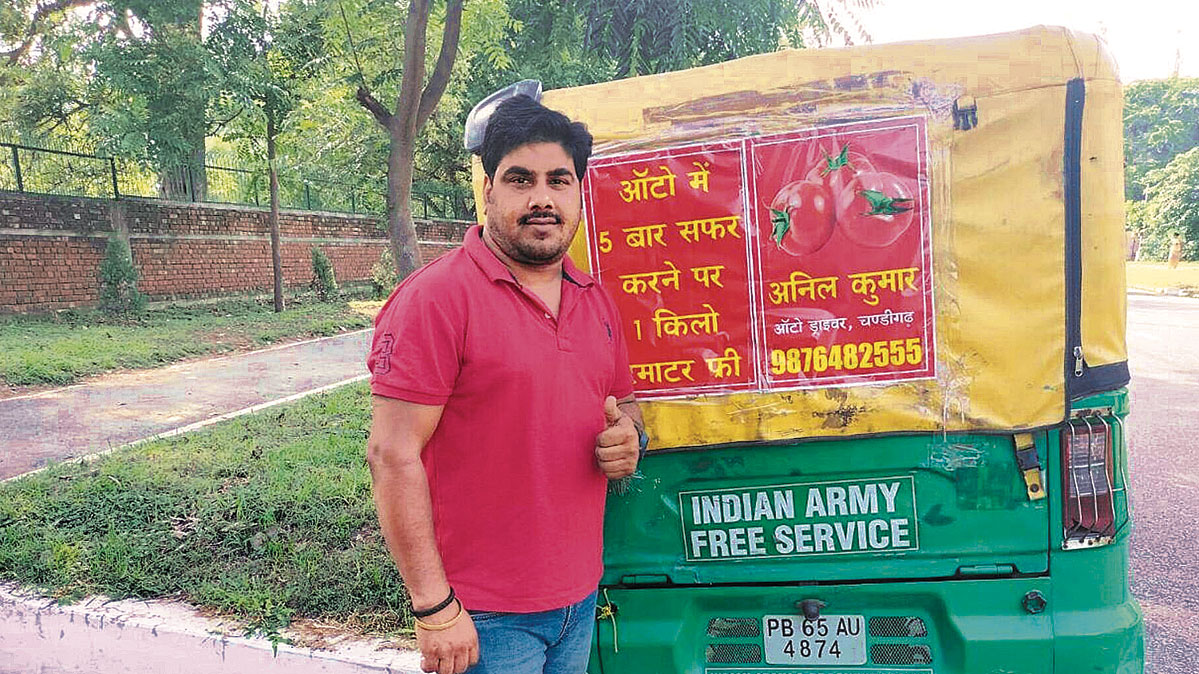 ऑटो में
5 बार सफर
करने पर
1 किलो
टमाटर फ्री
अनिल कुमार
ऑटो ड्राइवर, चण्डीगढ़
9876482555
INDIAN ARMY
FREE SERVICE
PB 65 AU
4874